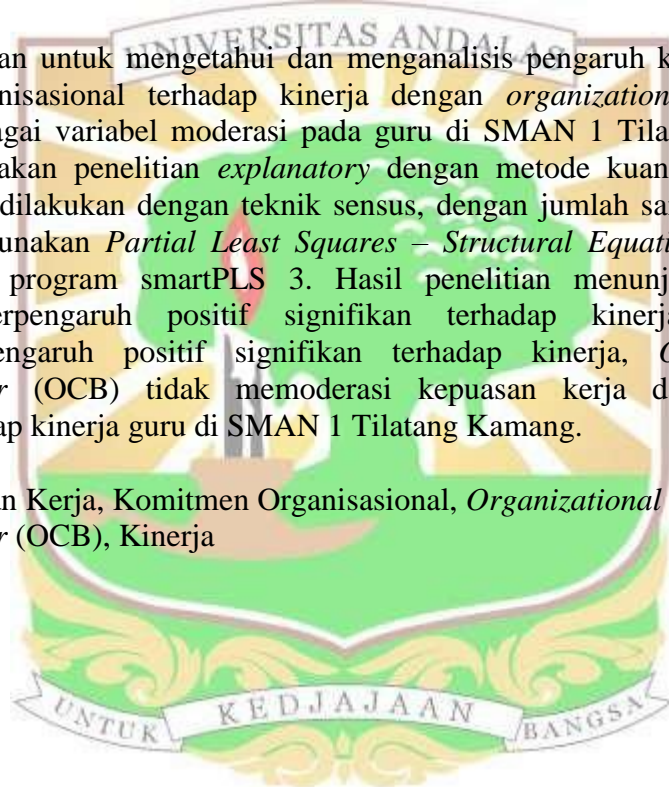 UNIVERSITAS ANDALAS
an untuk mengetahui dan menganalisis pengaruh k
nisasional terhadap kinerja dengan organization
agai variabel moderasi pada guru di SMAN 1 Tila
akan penelitian explanatory dengan metode kuan
dilakukan dengan teknik sensus, dengan jumlah sa
unakan Partial Least Squares – Structural Equati
program smartPLS 3. Hasil penelitian menunj
erpengaruh positif signifikan terhadap kinerja
engaruh positif signifikan terhadap kinerja,
r (OCB) tidak memoderasi kepuasan kerja d
ap kinerja guru di SMAN 1 Tilatang Kamang.
an Kerja, Komitmen Organisasional, Organizational
r (OCB), Kinerja
UNTUK KEDJAJAAN BANGSA